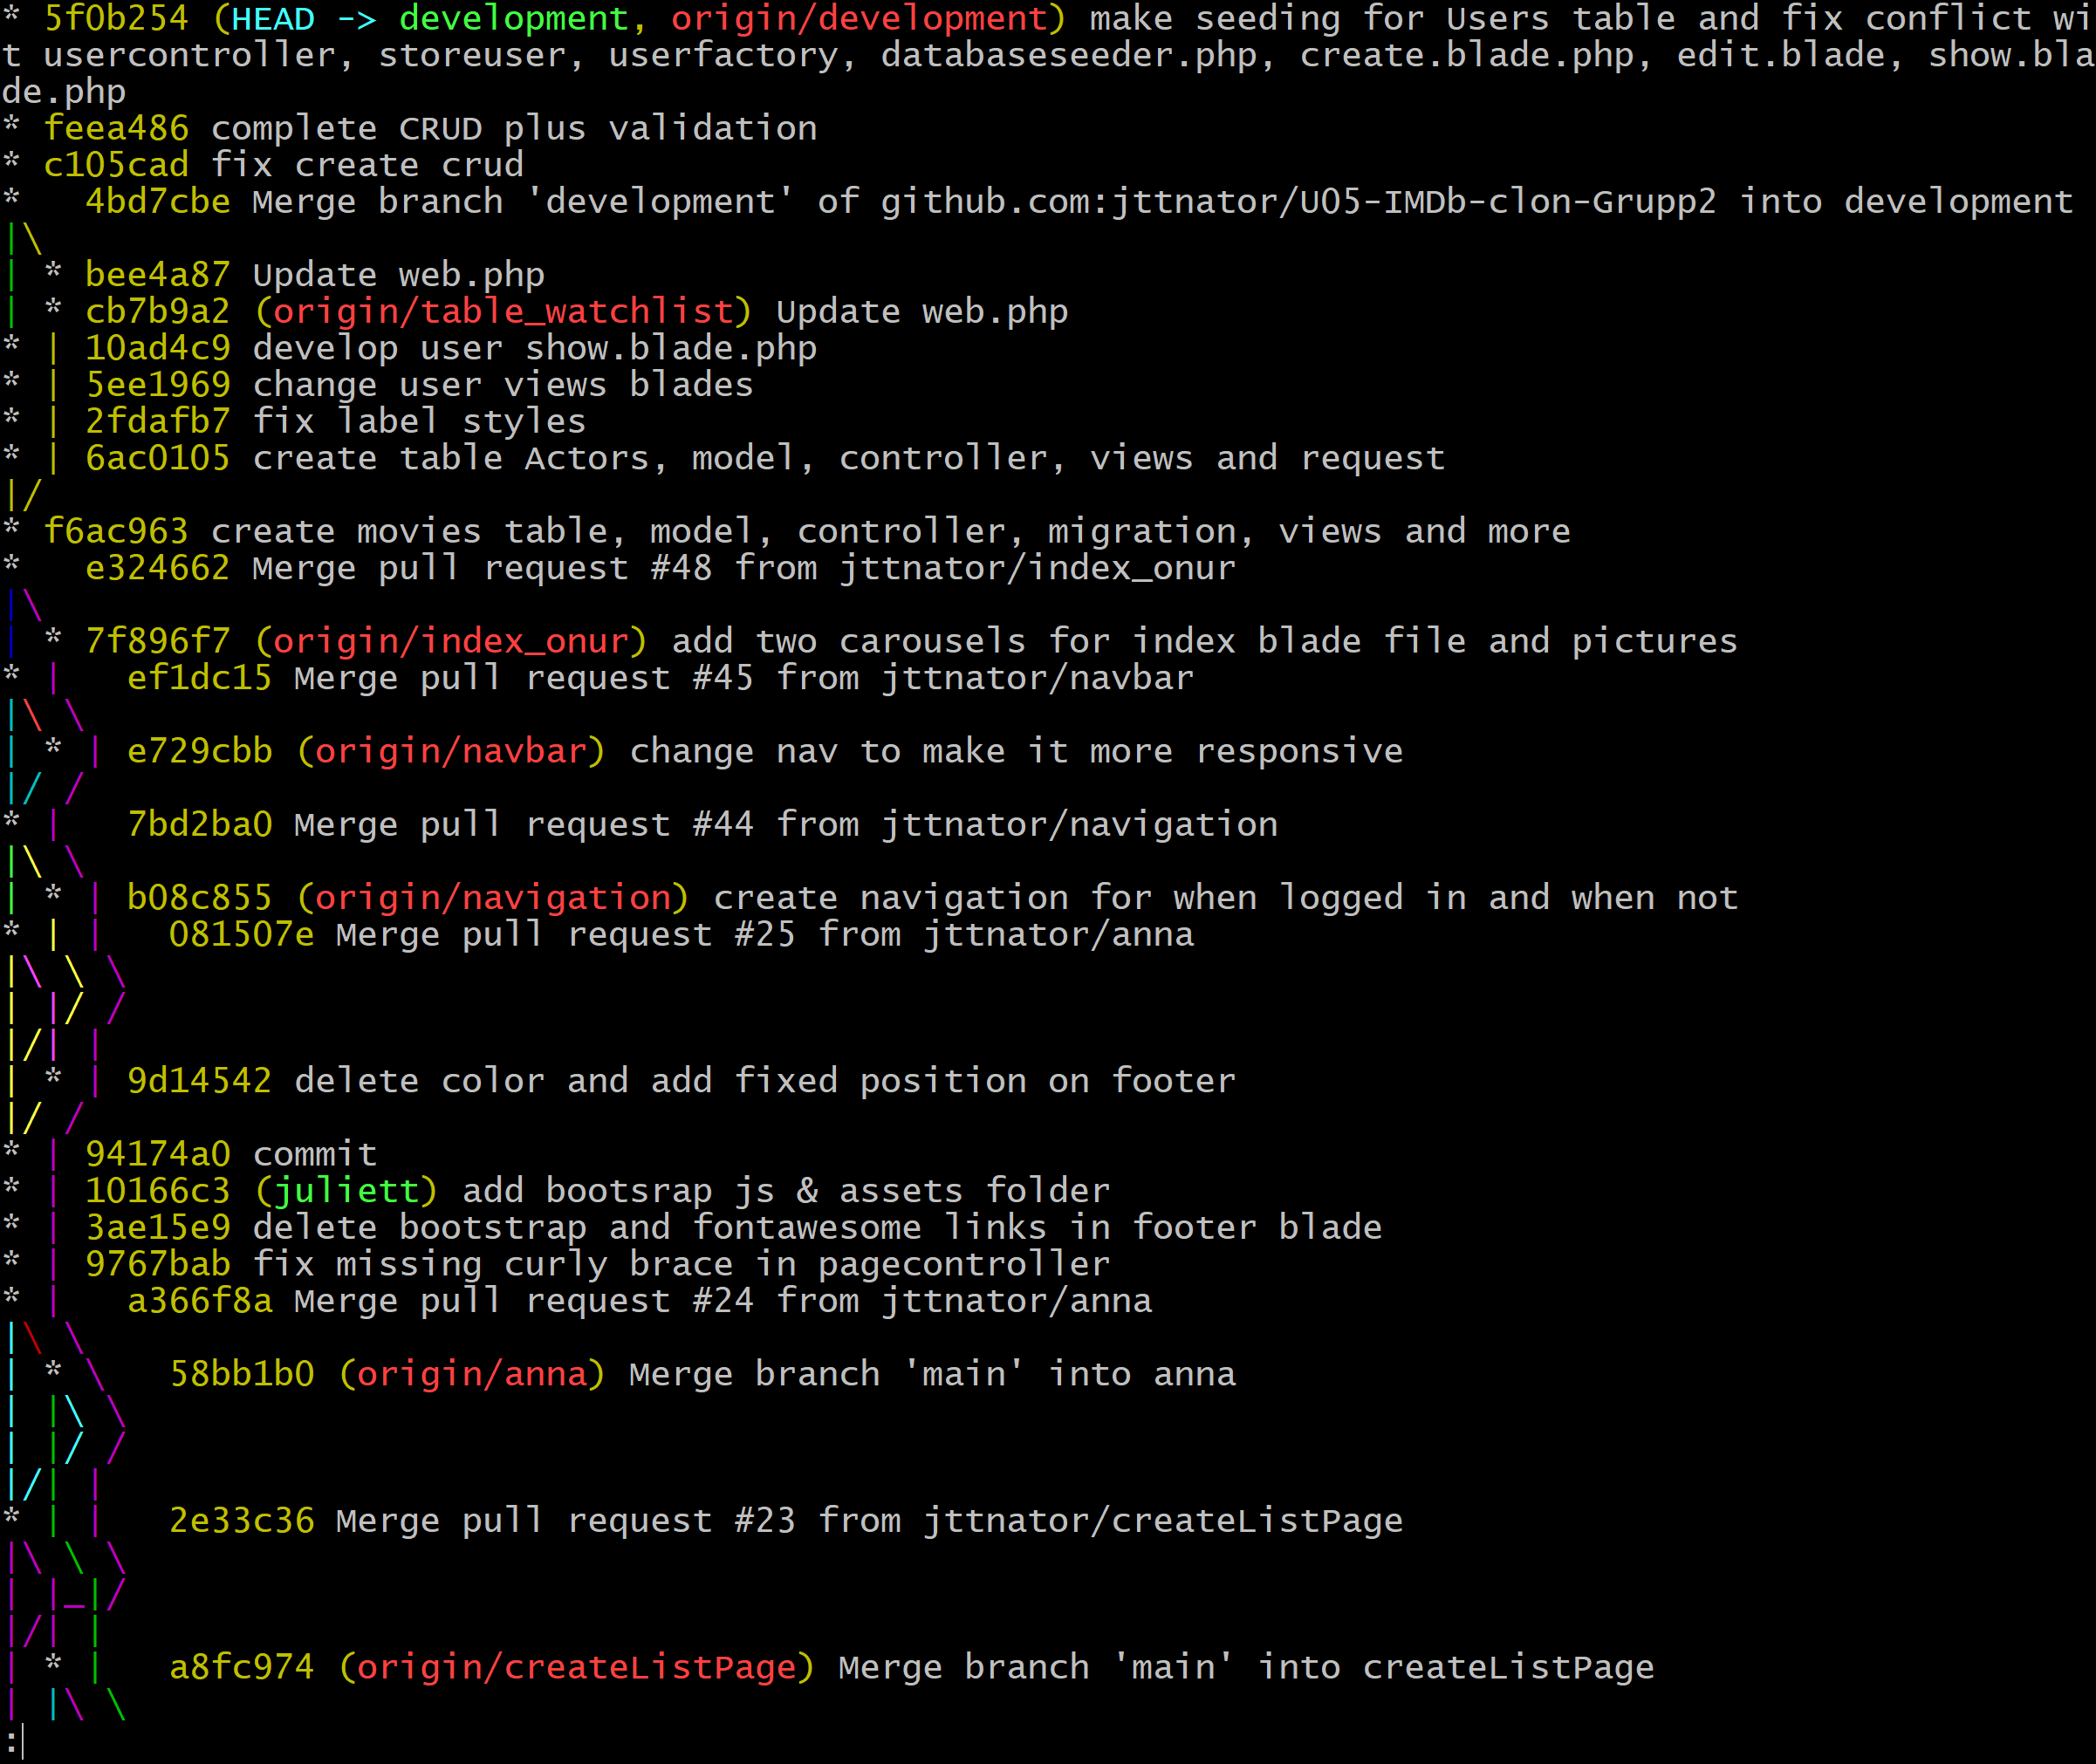 * 5f0b254 (HEAD -> development, origin/development) make seeding for Users table and fix conflict wi
t usercontroller, storeuser, userfactory, databaseseeder.php, create.blade.php, edit.blade, show.bla
de.php
* feea486 complete CRUD plus validation
* c105cad fix create crud
*   4bd7cbe Merge branch 'development' of github.com:jttnator/U05-IMDb-clon-Grupp2 into development
|\
| * bee4a87 Update web.php
| * cb7b9a2 (origin/table_watchlist) Update web.php
* | 10ad4c9 develop user show.blade.php
* | 5ee1969 change user views blades
* | 2fdafb7 fix label styles
* | 6ac0105 create table Actors, model, controller, views and request
|/
* f6ac963 create movies table, model, controller, migration, views and more
*   e324662 Merge pull request #48 from jttnator/index_onur
|\
| * 7f896f7 (origin/index_onur) add two carousels for index blade file and pictures
* |   ef1dc15 Merge pull request #45 from jttnator/navbar
|\ \
| * | e729cbb (origin/navbar) change nav to make it more responsive
|/ /
* |   7bd2ba0 Merge pull request #44 from jttnator/navigation
|\ \
| * | b08c855 (origin/navigation) create navigation for when logged in and when not
* | |   081507e Merge pull request #25 from jttnator/anna
|\ \ \
| |/ /
|/| |
| * | 9d14542 delete color and add fixed position on footer
|/ /
* | 94174a0 commit
* | 10166c3 (juliett) add bootsrap js & assets folder
* | 3ae15e9 delete bootstrap and fontawesome links in footer blade
* | 9767bab fix missing curly brace in pagecontroller
* |   a366f8a Merge pull request #24 from jttnator/anna
|\ \
| * \   58bb1b0 (origin/anna) Merge branch 'main' into anna
| |\ \
| |/ /
|/| |
* | |   2e33c36 Merge pull request #23 from jttnator/createListPage
|\ \ \
| |_|/
|/| |
| * |   a8fc974 (origin/createListPage) Merge branch 'main' into createListPage
| |\ \
: